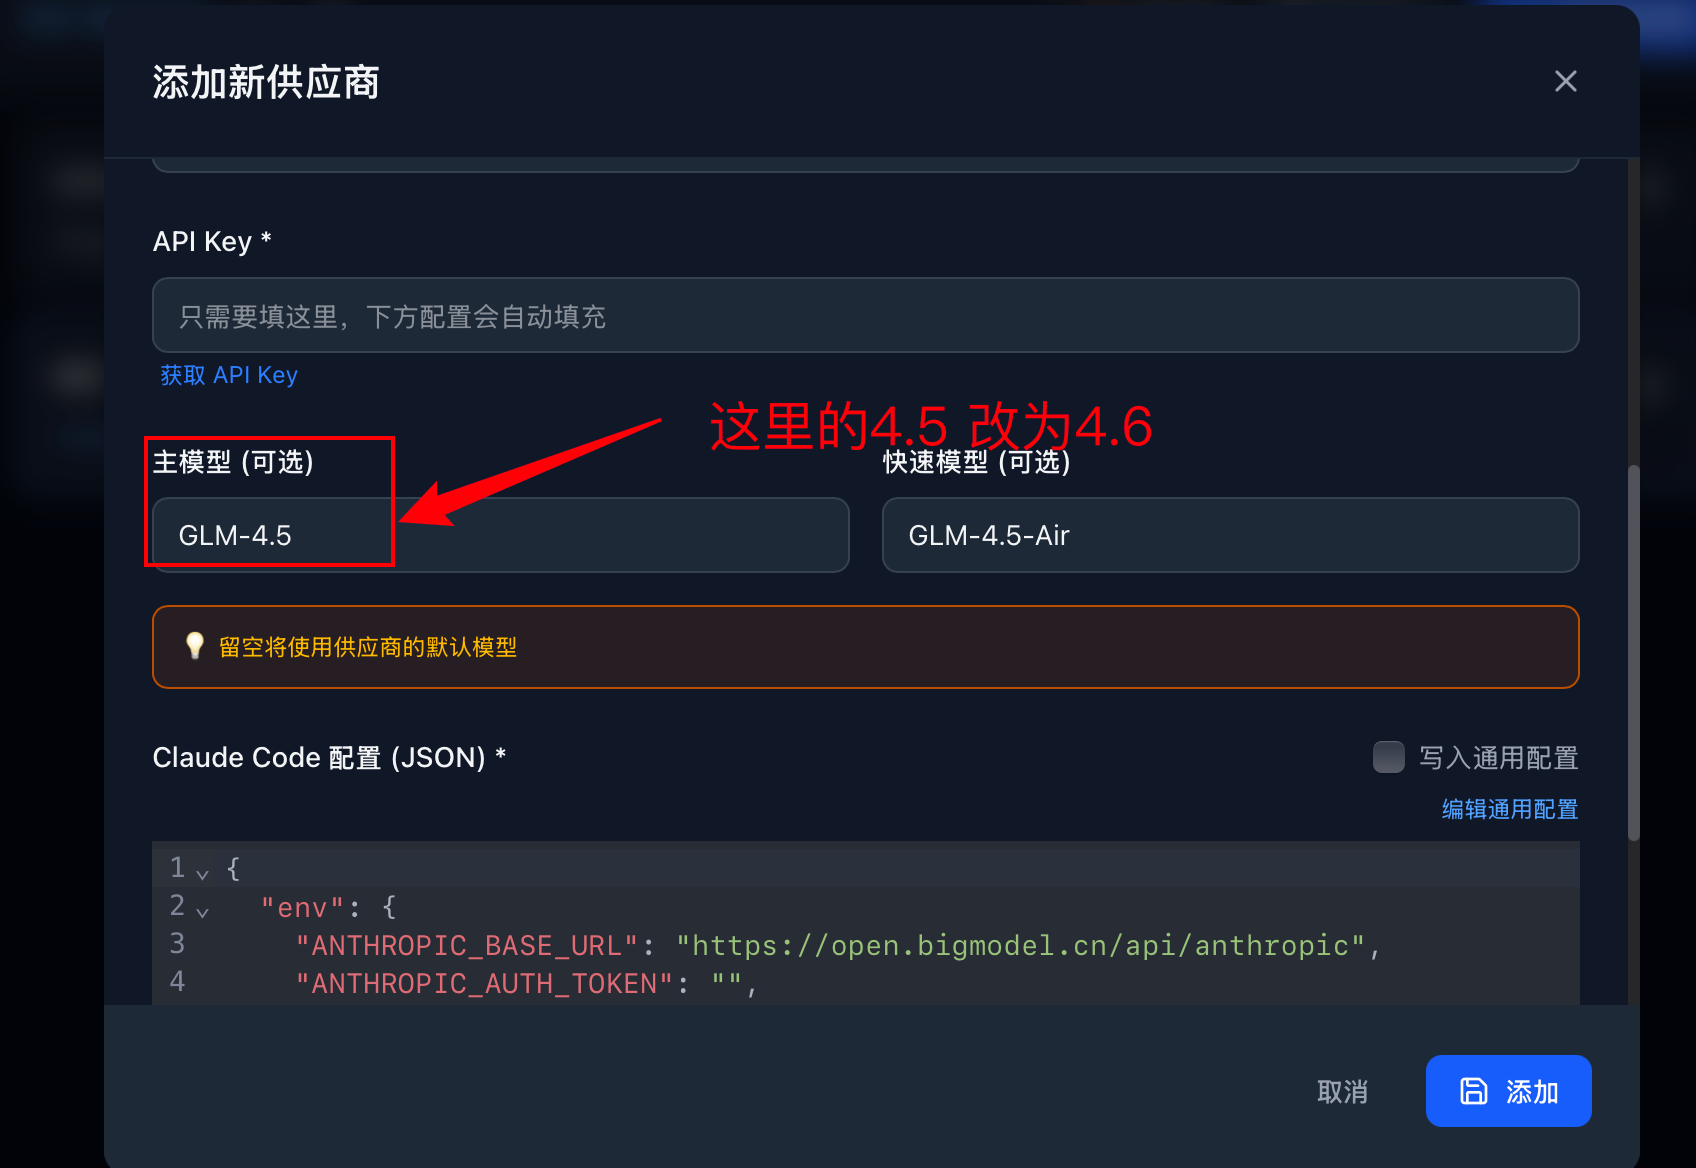 添加新供应商
API Key *
只需要填这里，下方配置会自动填充
获取 API Key
这里的4.5 改为4.6
主模型 (可选)
快速模型 (可选)
GLM-4.5
GLM-4.5-Air
💡 留空将使用供应商的默认模型
Claude Code 配置 (JSON) *
写入通用配置
编辑通用配置
1 {
2 "env": {
3 "ANTHROPIC_BASE_URL": "https://open.bigmodel.cn/api/anthropic",
4 "ANTHROPIC_AUTH_TOKEN": "",
取消
添加